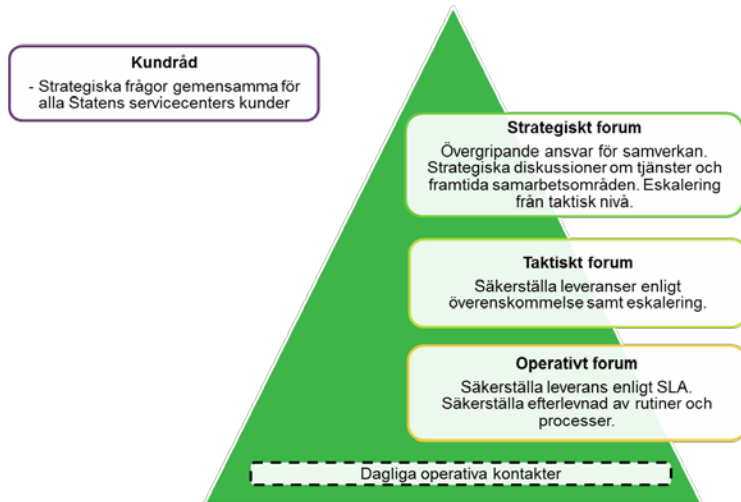 Kundråd
- Strategiska frågor gemensamma för
alla Statens servicecenters kunder
Strategiskt forum
Övergripande ansvar för samverkan.
Strategiska diskussioner om tjänster och
framtida samarbetsområden. Eskalering
från taktisk nivå.
Taktiskt forum
Säkerställa leveranser enligt
överenskommelse samt eskalering.
Operativt forum
Säkerställa leverans enligt SLA.
Säkerställa efterlevnad av rutiner och
processer.
Dagliga operativa kontakter